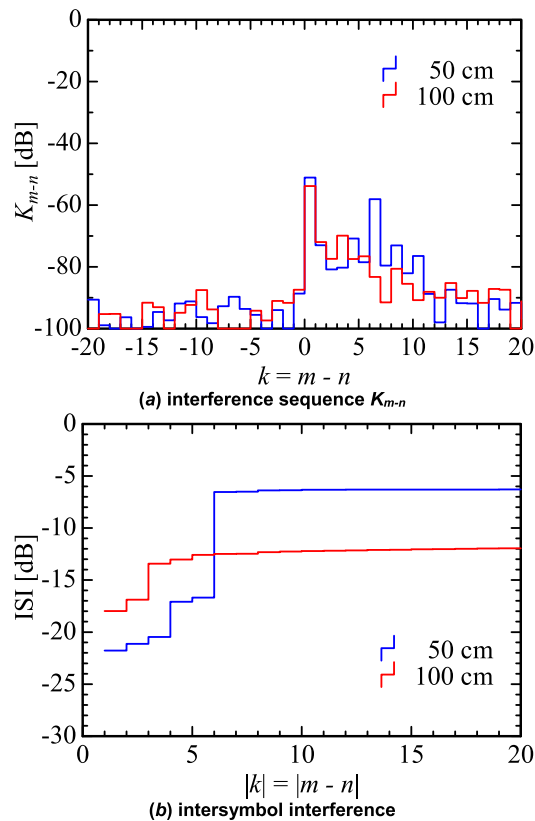 0
-20
-40
-60
-80
-100
K_{m-n} [dB]
50 cm
100 cm
-20 -15 -10 -5 0 5 10 15 20
k = m - n
(a) interference sequence K_{m-n}
0
-5
-10
-15
-20
-25
-30
ISI [dB]
50 cm
100 cm
0 5 10 15 20
|k| = |m - n|
(b) intersymbol interference